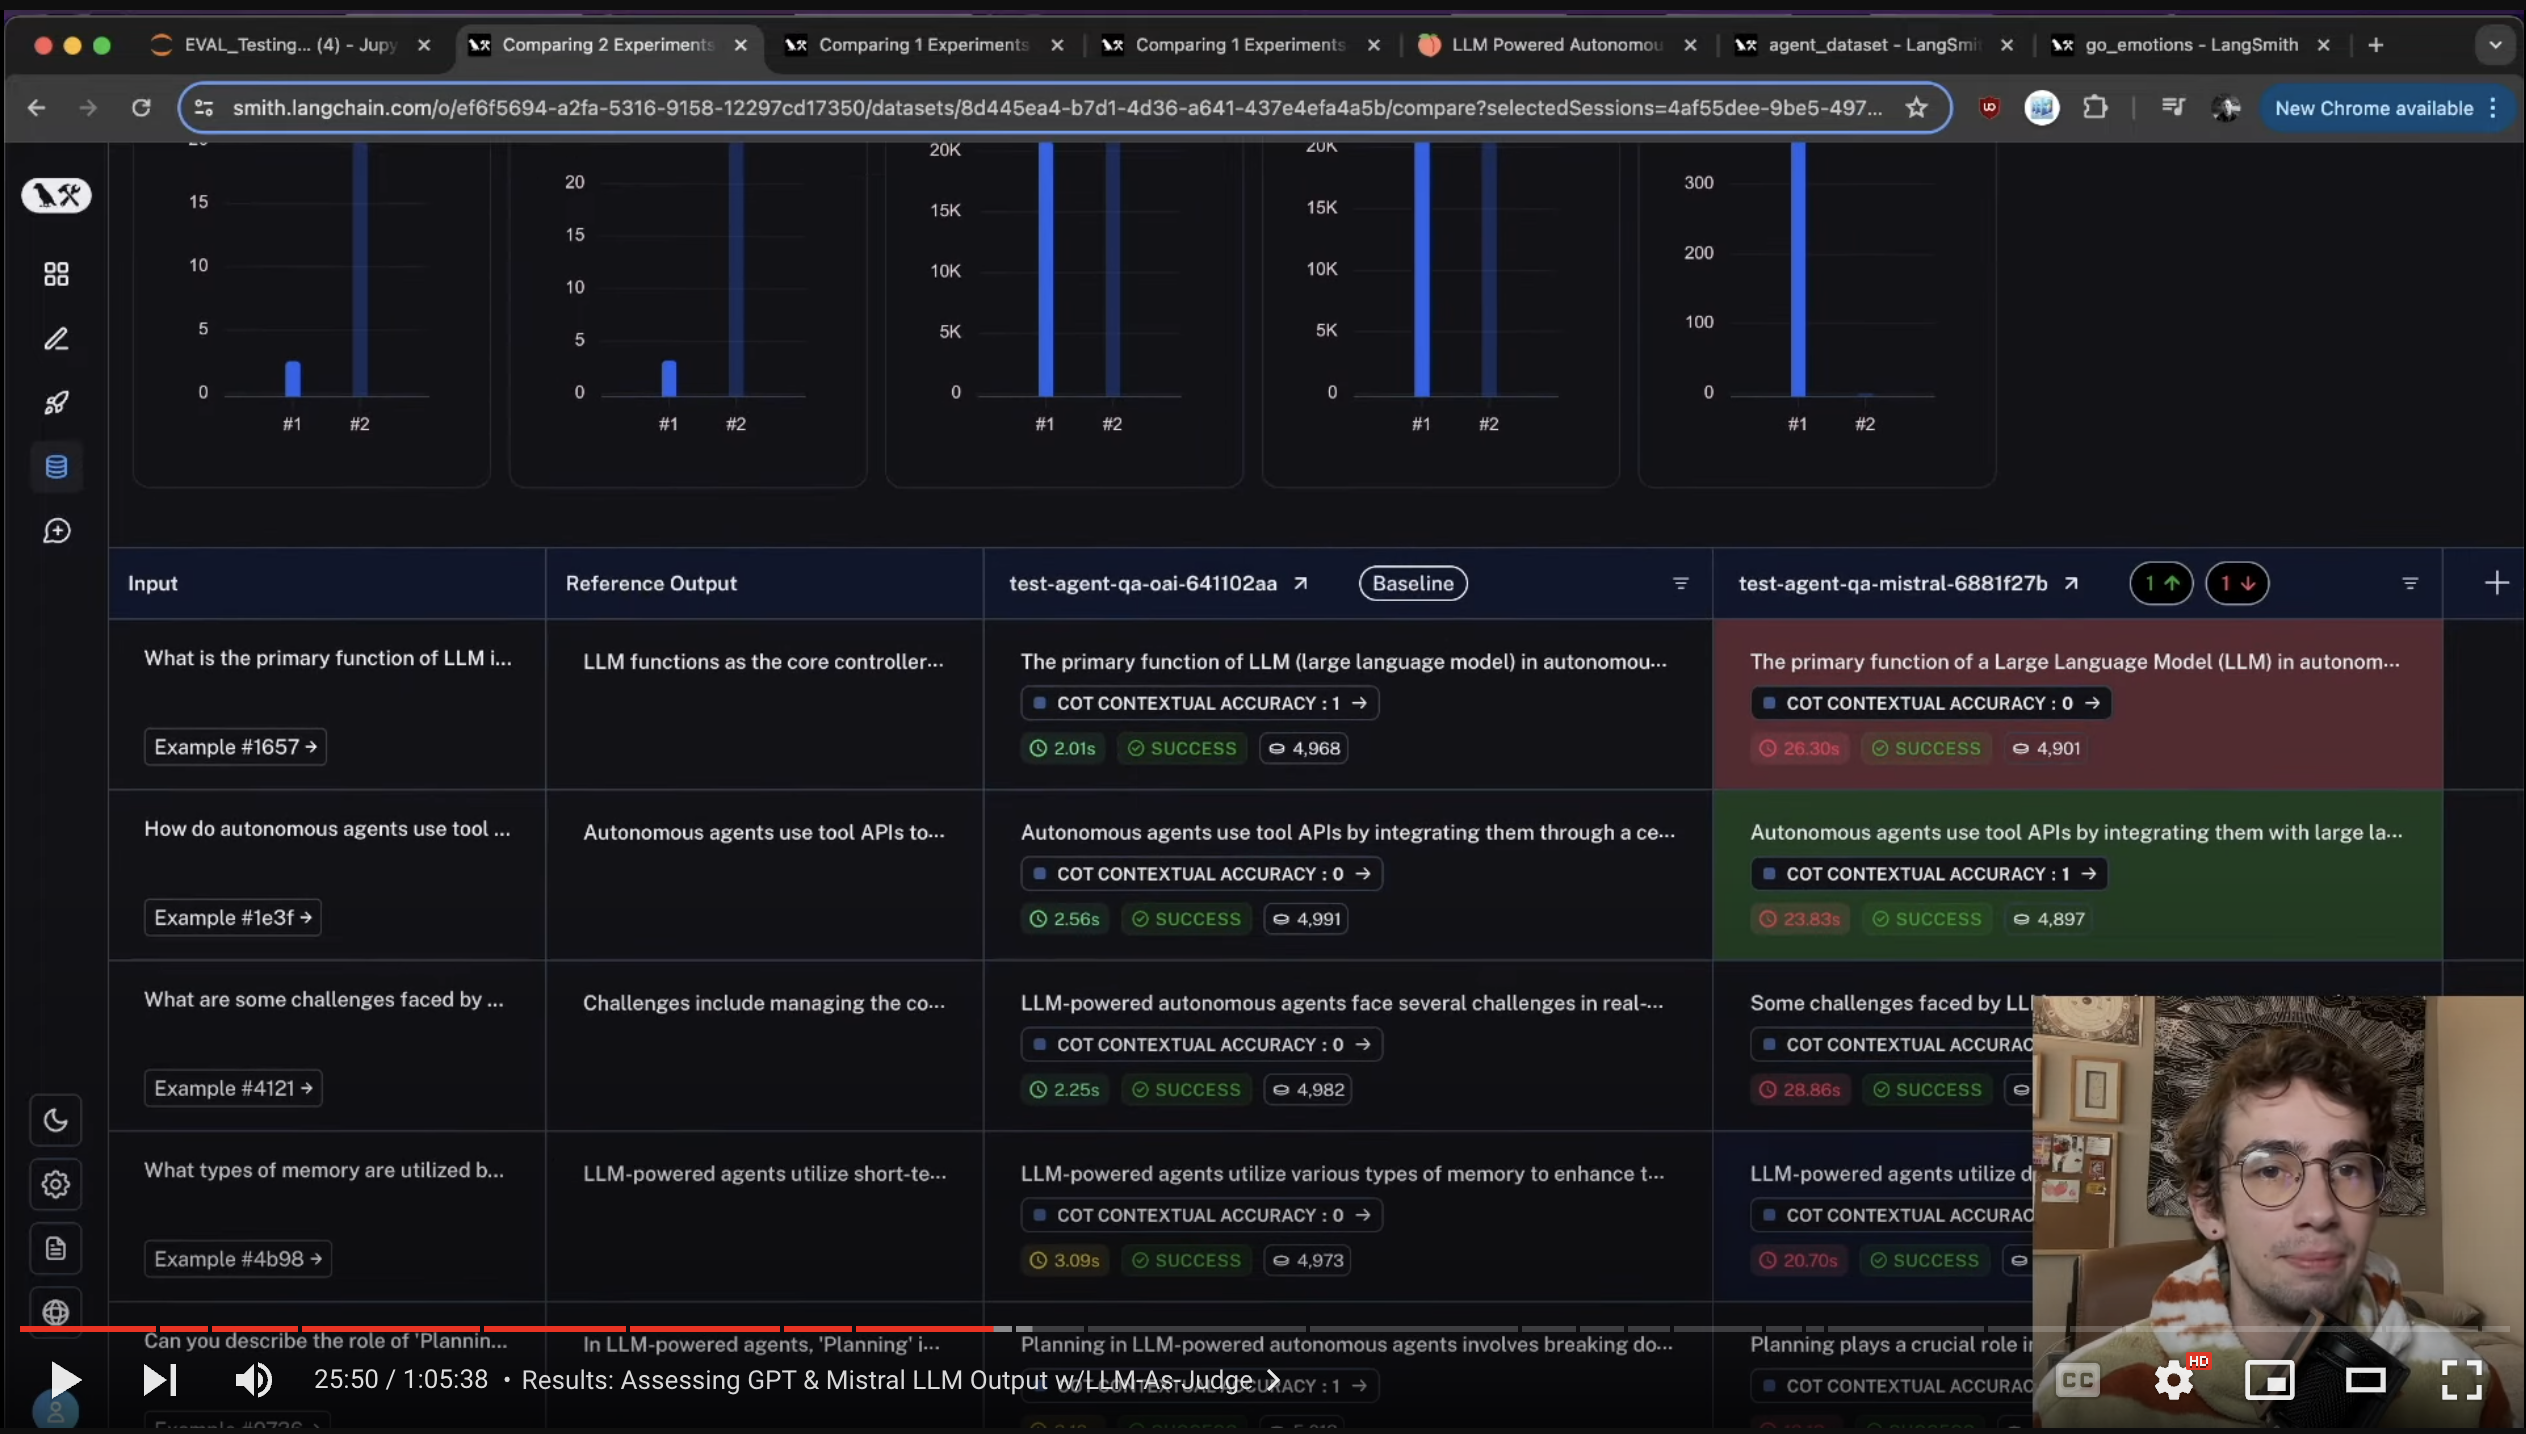 EVAL_Testing... (4) - Jupy
Comparing 2 Experiments
Comparing 1 Experiments
Comparing 1 Experiments
LLM Powered Autonomou
agent_dataset - LangSmit
go_emotions - LangSmith
smith.langchain.com/o/ef6f5694-a2fa-5316-9158-12297cd17350/datasets/8d445ea4-b7d1-4d36-a641-437e4efa4a5b/compare?selectedSessions=4af55dee-9be5-497...
New Chrome available
15
10
5
0
#1 #2
20
15
10
5
0
#1 #2
20K
15K
10K
5K
0
#1 #2
20K
15K
10K
5K
0
#1 #2
300
200
100
0
#1 #2
Input
Reference Output
test-agent-qa-oai-641102aa
Baseline
test-agent-qa-mistral-6881f27b
1 ↑
1 ↓
What is the primary function of LLM i...
Example #1657 →
LLM functions as the core controller...
The primary function of LLM (large language model) in autonomou...
COT CONTEXTUAL ACCURACY : 1 →
2.01s SUCCESS 4,968
The primary function of a Large Language Model (LLM) in autonom...
COT CONTEXTUAL ACCURACY : 0 →
26.30s SUCCESS 4,901
How do autonomous agents use tool ...
Example #1e3f →
Autonomous agents use tool APIs to...
Autonomous agents use tool APIs by integrating them through a ce...
COT CONTEXTUAL ACCURACY : 0 →
2.56s SUCCESS 4,991
Autonomous agents use tool APIs by integrating them with large la...
COT CONTEXTUAL ACCURACY : 1 →
23.83s SUCCESS 4,897
What are some challenges faced by ...
Example #4121 →
Challenges include managing the co...
LLM-powered autonomous agents face several challenges in real-...
COT CONTEXTUAL ACCURACY : 0 →
2.25s SUCCESS 4,982
Some challenges faced by LL
COT CONTEXTUAL ACCURAC
28.86s SUCCESS
What types of memory are utilized b...
Example #4b98 →
LLM-powered agents utilize short-te...
LLM-powered agents utilize various types of memory to enhance t...
COT CONTEXTUAL ACCURACY : 0 →
3.09s SUCCESS 4,973
LLM-powered agents utilize d
COT CONTEXTUAL ACCURAC
20.70s SUCCESS
Can you describe the role of 'Plannin...
In LLM-powered agents, 'Planning' i...
Planning in LLM-powered autonomous agents involves breaking do...
Planning plays a crucial role in
COT CONTEXTUAL ACCURAC
25:50 / 1:05:38 • Results: Assessing GPT & Mistral LLM Output w/LLM-As-Judge
CC
HD